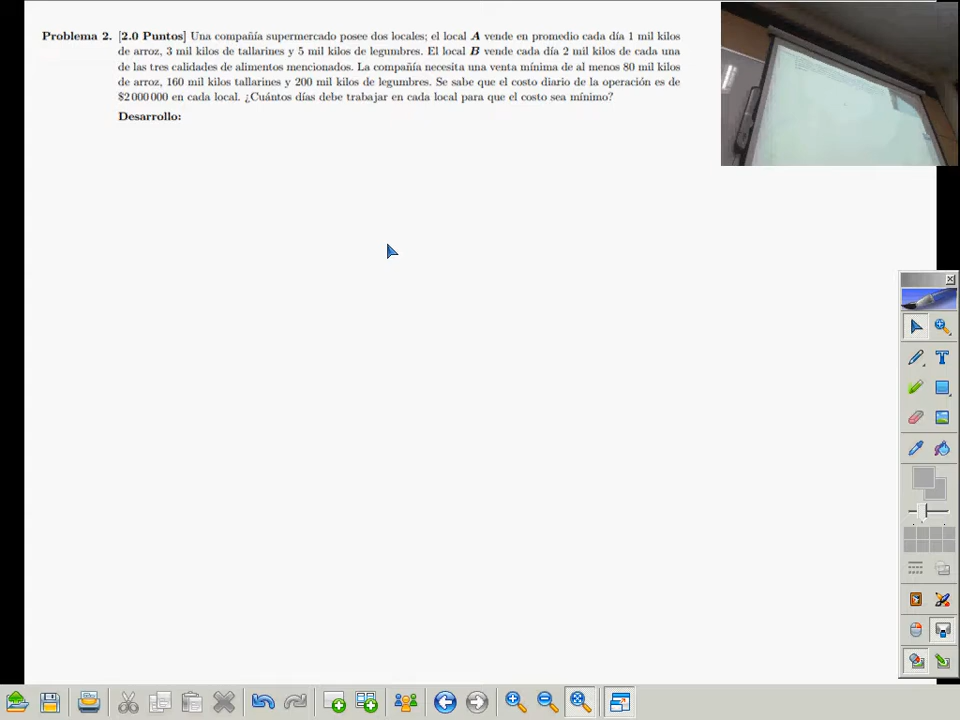 Problema 2. [2.0 Puntos] Una compañía supermercado posee dos locales; el local A vende en promedio cada día 1 mil kilos
de arroz, 3 mil kilos de tallarines y 5 mil kilos de legumbres. El local B vende cada día 2 mil kilos de cada una
de las tres calidades de alimentos mencionados. La compañía necesita una venta mínima de al menos 80 mil kilos
de arroz, 160 mil kilos tallarines y 200 mil kilos de legumbres. Se sabe que el costo diario de la operación es de
$2 000 000 en cada local. ¿Cuántos días debe trabajar en cada local para que el costo sea mínimo?
Desarrollo: